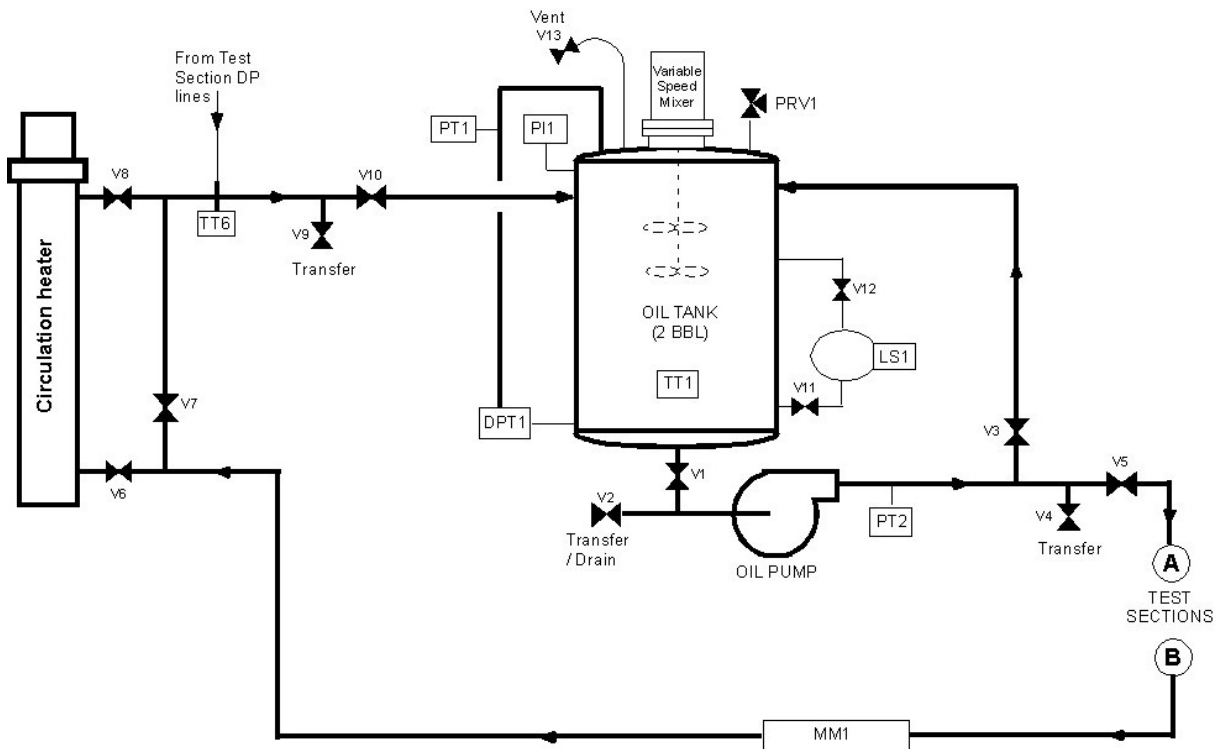 Vent
V13
From Test
Section DP
lines
Variable
Speed
Mixer
PT1
PI1
PRV1
V8
V10
TT6
V9
Transfer
Circulation heater
V12
OIL TANK
(2 BBL)
LS1
TT1
V11
V7
DPT1
V3
V6
V1
V5
V2
PT2
V4
Transfer
/ Drain
Transfer
OIL PUMP
A
TEST
SECTIONS
B
MM1